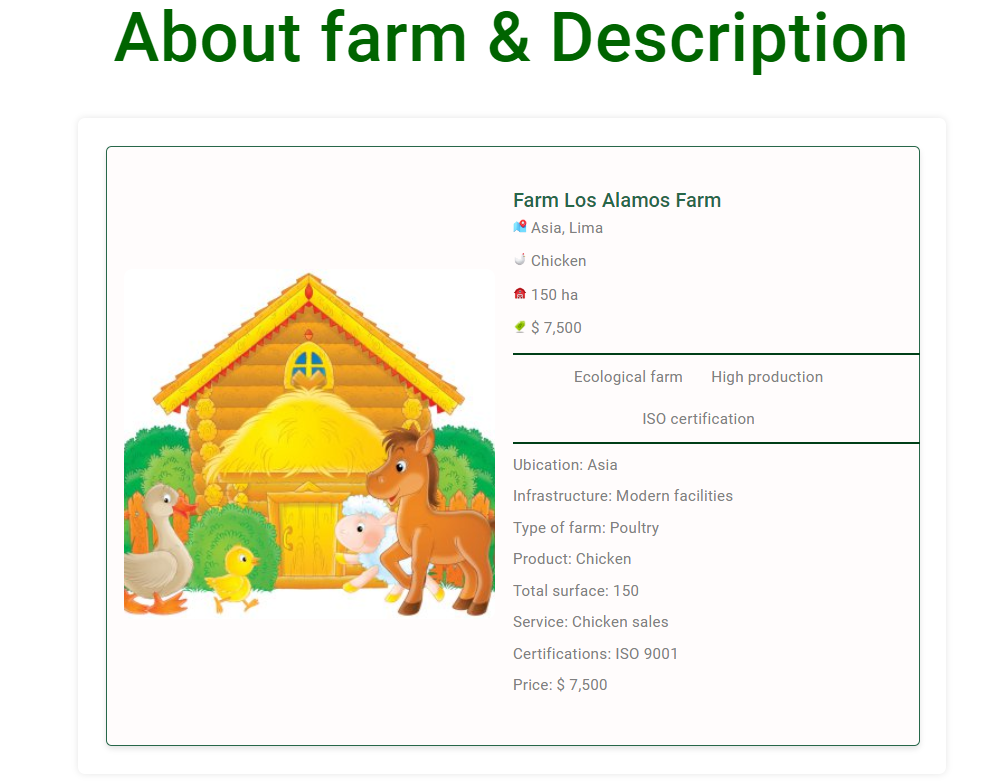 About farm & Description
Farm Los Alamos Farm
Asia, Lima
Chicken
150 ha
$ 7,500
Ecological farm High production
ISO certification
Ubication: Asia
Infrastructure: Modern facilities
Type of farm: Poultry
Product: Chicken
Total surface: 150
Service: Chicken sales
Certifications: ISO 9001
Price: $ 7,500